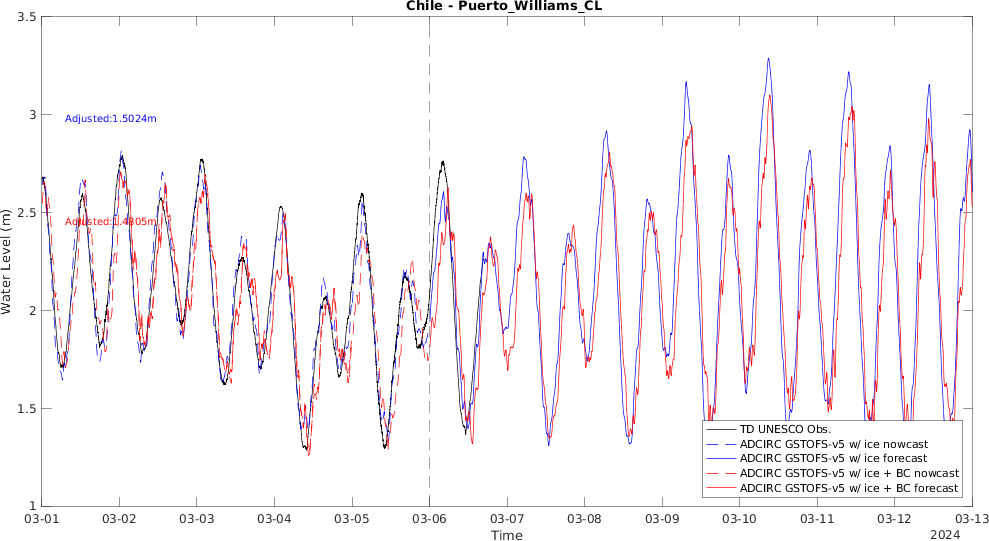 Chile - Puerto_Williams_CL
3.5
3
2.5
2
1.5
1
Water Level (m)
Adjusted:1.5024m
Adjusted:1.4805m
TD UNESCO Obs.
ADCIRC GSTOFS-v5 w/ ice nowcast
ADCIRC GSTOFS-v5 w/ ice forecast
ADCIRC GSTOFS-v5 w/ ice + BC nowcast
ADCIRC GSTOFS-v5 w/ ice + BC forecast
03-01 03-02 03-03 03-04 03-05 03-06 03-07 03-08 03-09 03-10 03-11 03-12 03-13
Time
2024